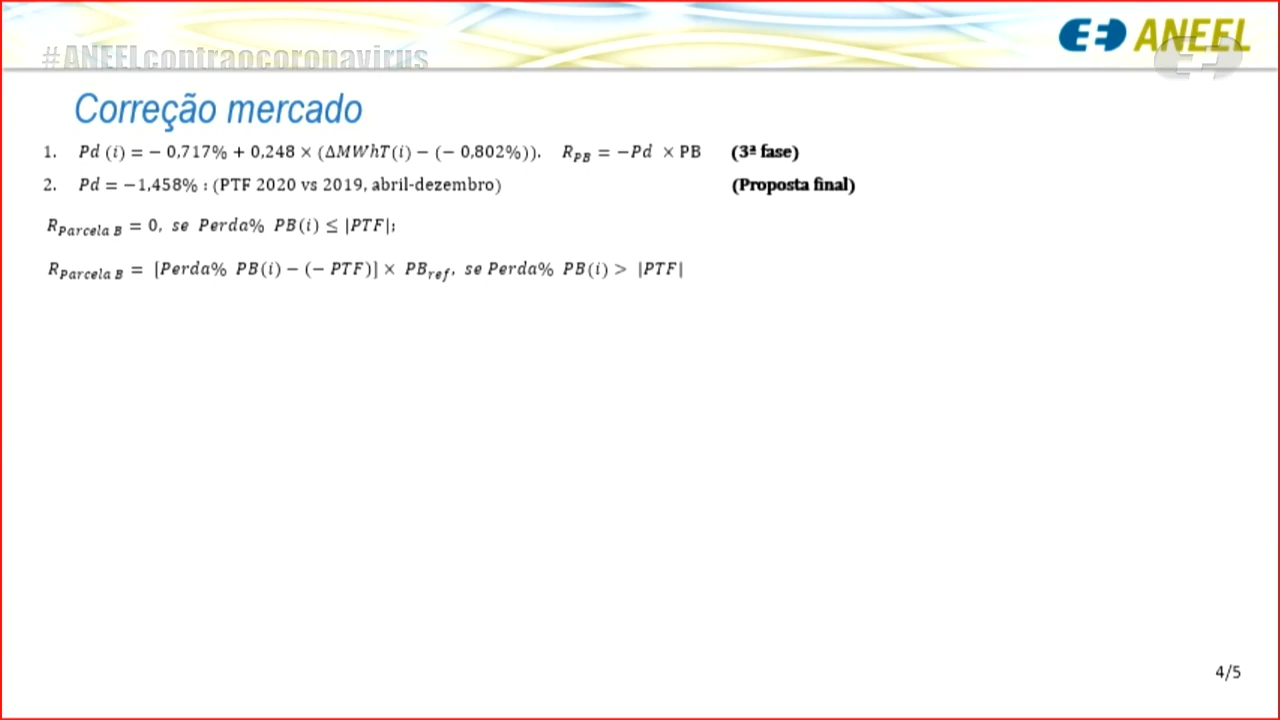 #ANEELcontraocoronavirus
ANEEL
Correção mercado
1. Pd (i) = − 0,717% + 0,248 × (ΔMWhT(i) − (− 0,802%)). R_PB = −Pd × PB (3ª fase)
2. Pd = −1,458% : (PTF 2020 vs 2019, abril-dezembro) (Proposta final)
R_Parcela B = 0, se Perda% PB(i) ≤ |PTF|;
R_Parcela B = [Perda% PB(i) − (− PTF)] × PB_ref, se Perda% PB(i) > |PTF|
4/5